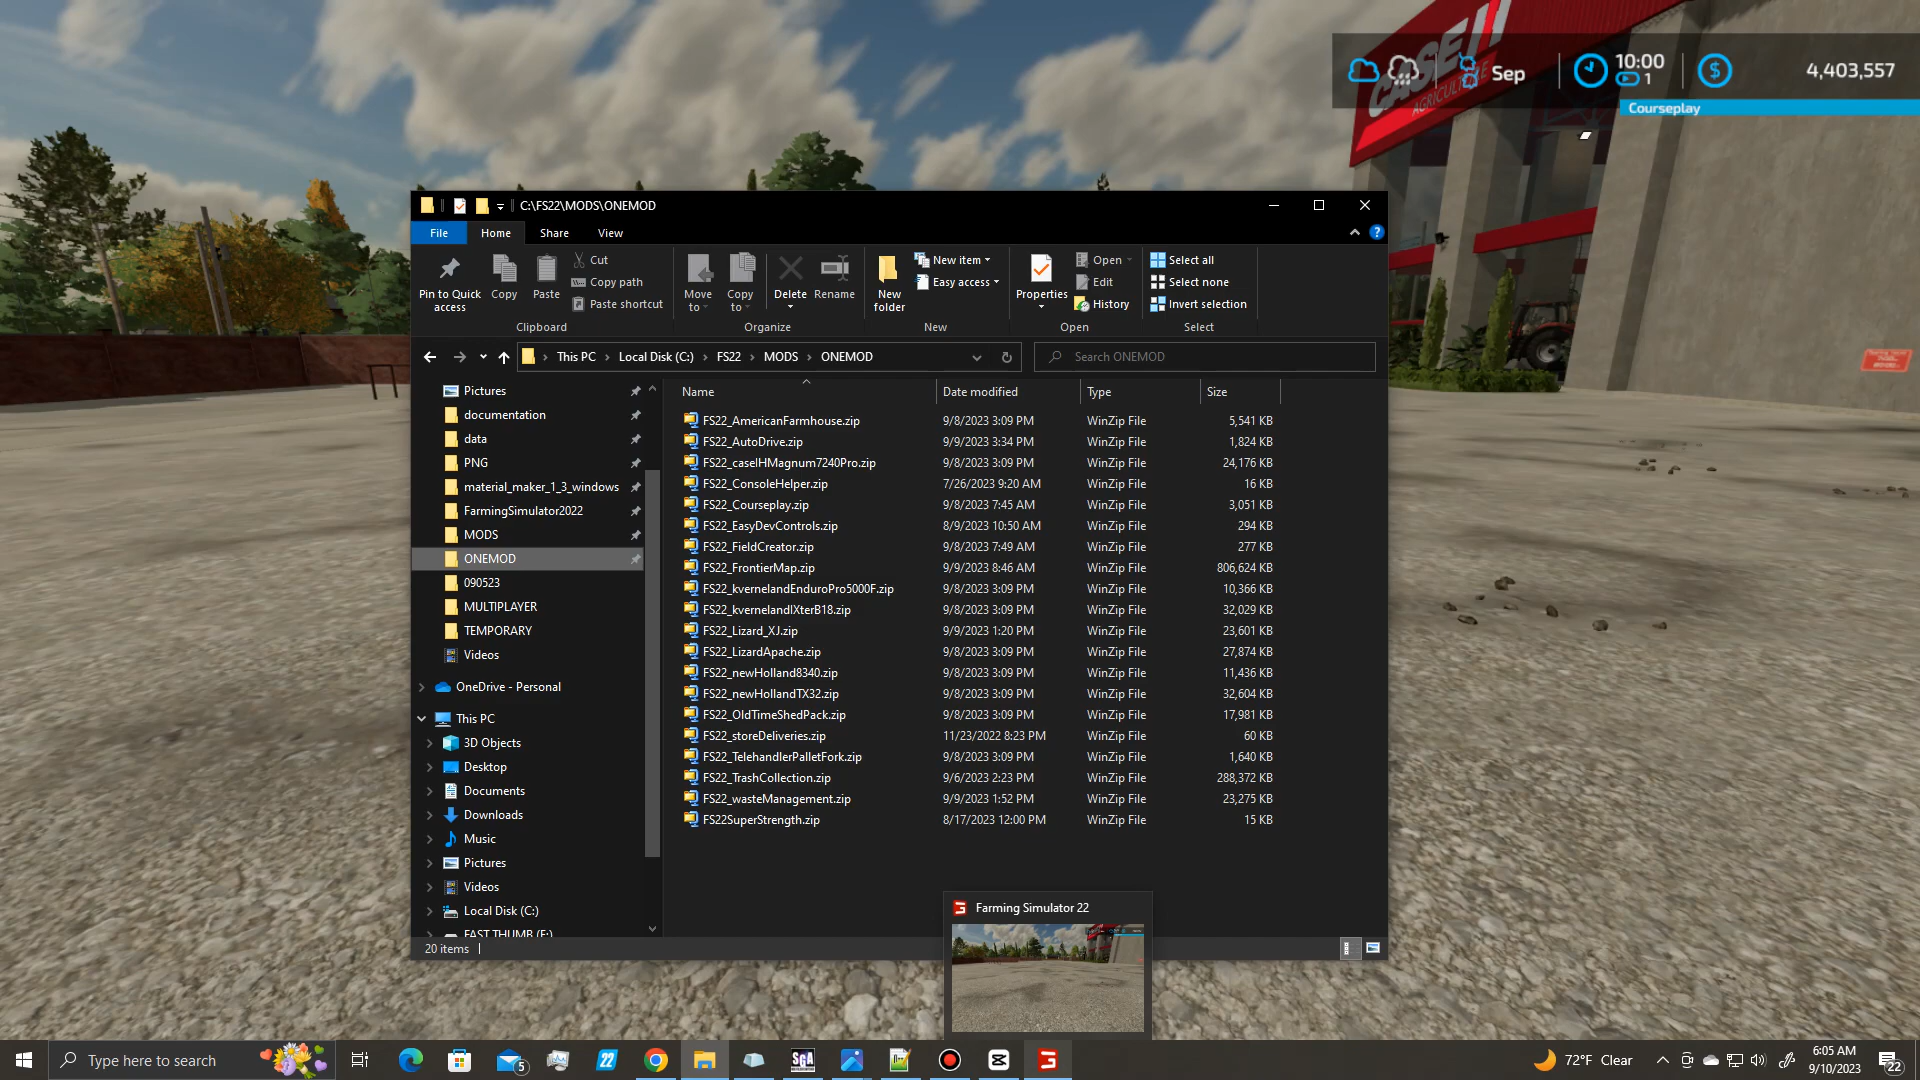 CASE
AGRICULTURE
Sep
10:00
1
4,403,557
Courseplay
C:\FS22\MODS\ONEMOD
File Home Share View
Pin to Quick access
Copy
Paste
Cut
Copy path
Paste shortcut
Clipboard
Move to
Copy to
Delete
Rename
Organize
New folder
New item
Easy access
New
Properties
Open
Edit
History
Open
Select all
Select none
Invert selection
Select
This PC > Local Disk (C:) > FS22 > MODS > ONEMOD
Search ONEMOD
Pictures
documentation
data
PNG
material_maker_1_3_windows
FarmingSimulator2022
MODS
ONEMOD
090523
MULTIPLAYER
TEMPORARY
Videos
OneDrive - Personal
This PC
3D Objects
Desktop
Documents
Downloads
Music
Pictures
Videos
Local Disk (C:)
FAST THUMB (F:)
Name Date modified Type Size
FS22_AmericanFarmhouse.zip 9/8/2023 3:09 PM WinZip File 5,541 KB
FS22_AutoDrive.zip 9/9/2023 3:34 PM WinZip File 1,824 KB
FS22_caseIHMagnum7240Pro.zip 9/8/2023 3:09 PM WinZip File 24,176 KB
FS22_ConsoleHelper.zip 7/26/2023 9:20 AM WinZip File 16 KB
FS22_Courseplay.zip 9/8/2023 7:45 AM WinZip File 3,051 KB
FS22_EasyDevControls.zip 8/9/2023 10:50 AM WinZip File 294 KB
FS22_FieldCreator.zip 9/8/2023 7:49 AM WinZip File 277 KB
FS22_FrontierMap.zip 9/9/2023 8:46 AM WinZip File 806,624 KB
FS22_kvernelandEnduroPro5000F.zip 9/8/2023 3:09 PM WinZip File 10,366 KB
FS22_kvernelandIXterB18.zip 9/8/2023 3:09 PM WinZip File 32,029 KB
FS22_Lizard_XJ.zip 9/9/2023 1:20 PM WinZip File 23,601 KB
FS22_LizardApache.zip 9/8/2023 3:09 PM WinZip File 27,874 KB
FS22_newHolland8340.zip 9/8/2023 3:09 PM WinZip File 11,436 KB
FS22_newHollandTX32.zip 9/8/2023 3:09 PM WinZip File 32,604 KB
FS22_OldTimeShedPack.zip 9/8/2023 3:09 PM WinZip File 17,981 KB
FS22_storeDeliveries.zip 11/23/2022 8:23 PM WinZip File 60 KB
FS22_TelehandlerPalletFork.zip 9/8/2023 3:09 PM WinZip File 1,640 KB
FS22_TrashCollection.zip 9/6/2023 2:23 PM WinZip File 288,372 KB
FS22_wasteManagement.zip 9/9/2023 1:52 PM WinZip File 23,275 KB
FS22SuperStrength.zip 8/17/2023 12:00 PM WinZip File 15 KB
20 items
Farming Simulator 22
Type here to search
5
22
SGA
72°F Clear
6:05 AM
9/10/2023
22